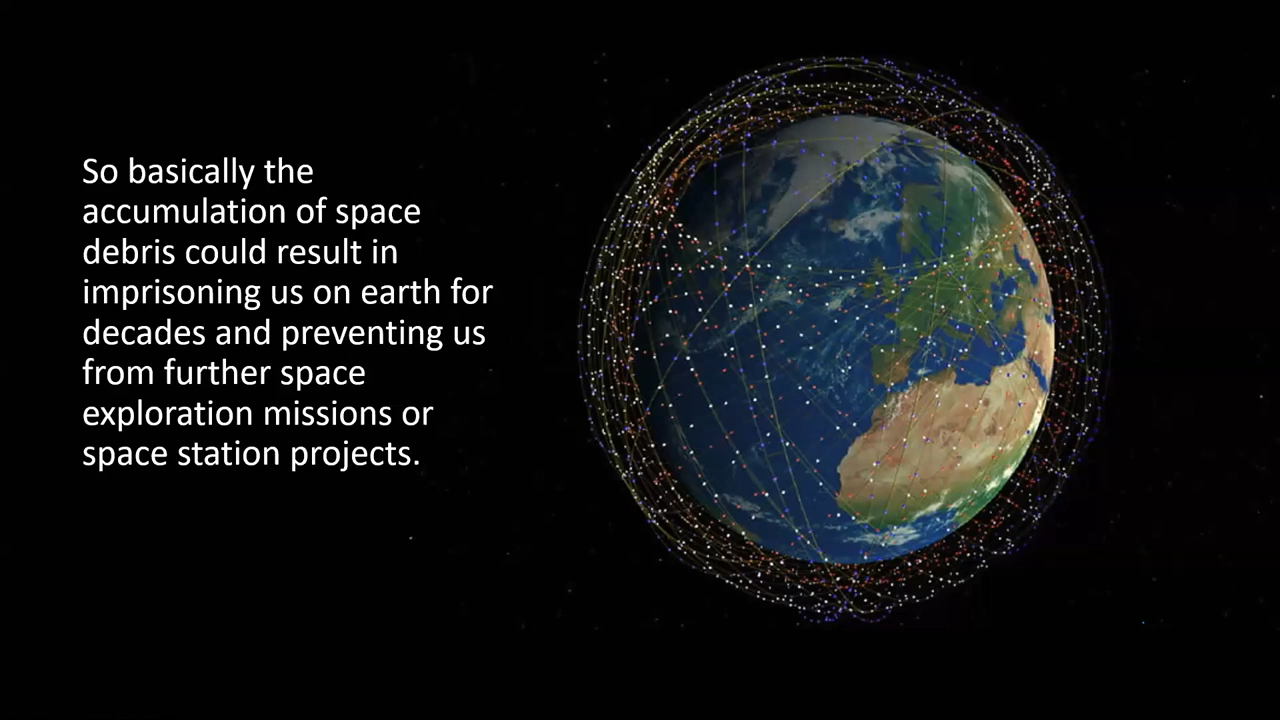 So basically the
accumulation of space
debris could result in
imprisoning us on earth for
decades and preventing us
from further space
exploration missions or
space station projects.